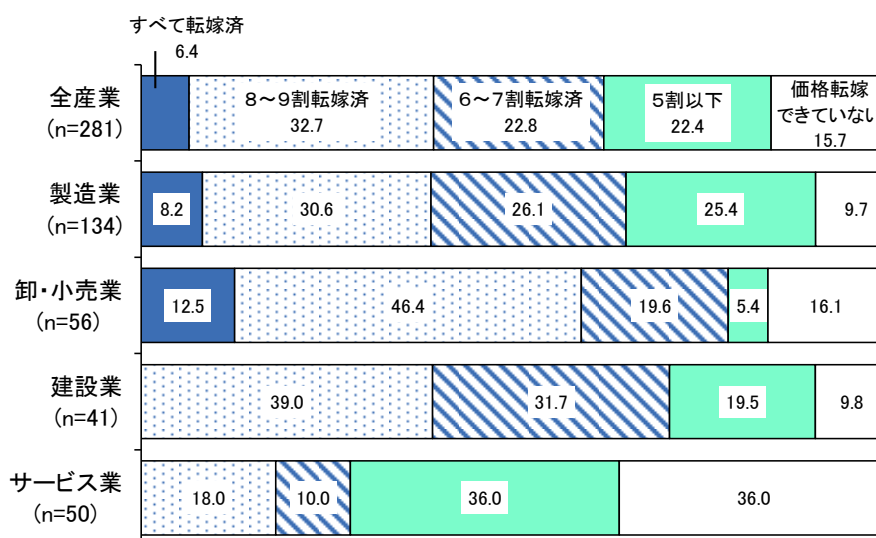 すべて転嫁済
6.4
全産業
(n=281)
8～9割転嫁済
32.7
6～7割転嫁済
22.8
5割以下
22.4
価格転嫁
できていない
15.7
製造業
(n=134)
8.2
30.6
26.1
25.4
9.7
卸・小売業
(n=56)
12.5
46.4
19.6
5.4
16.1
建設業
(n=41)
39.0
31.7
19.5
9.8
サービス業
(n=50)
18.0
10.0
36.0
36.0